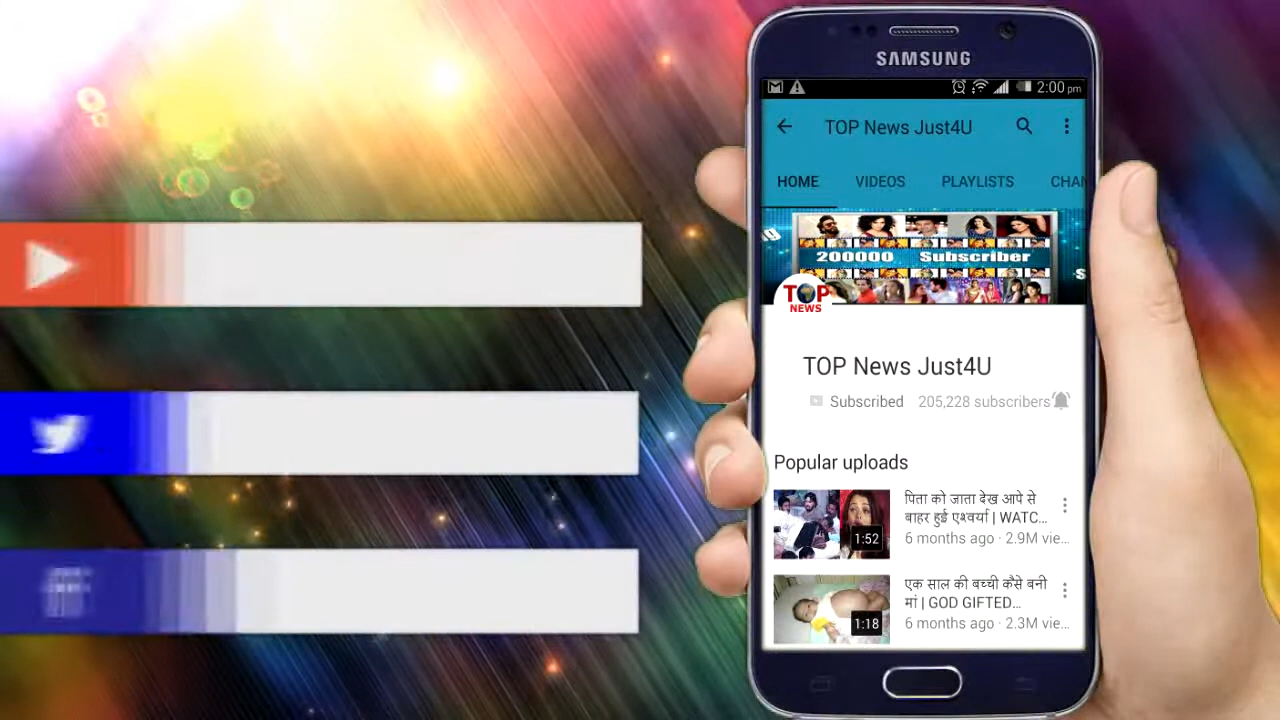 SAMSUNG
2:00 pm
TOP News Just4U
HOME VIDEOS PLAYLISTS CHAN
200000 Subscriber
TOP
NEWS
TOP News Just4U
Subscribed 205,228 subscribers
Popular uploads
पिता को जाता देख आपे से
बाहर हुई एश्वर्या | WATC...
6 months ago · 2.9M vie...
1:52
एक साल की बच्ची कैसे बनी
मां | GOD GIFTED...
6 months ago · 2.3M vie...
1:18